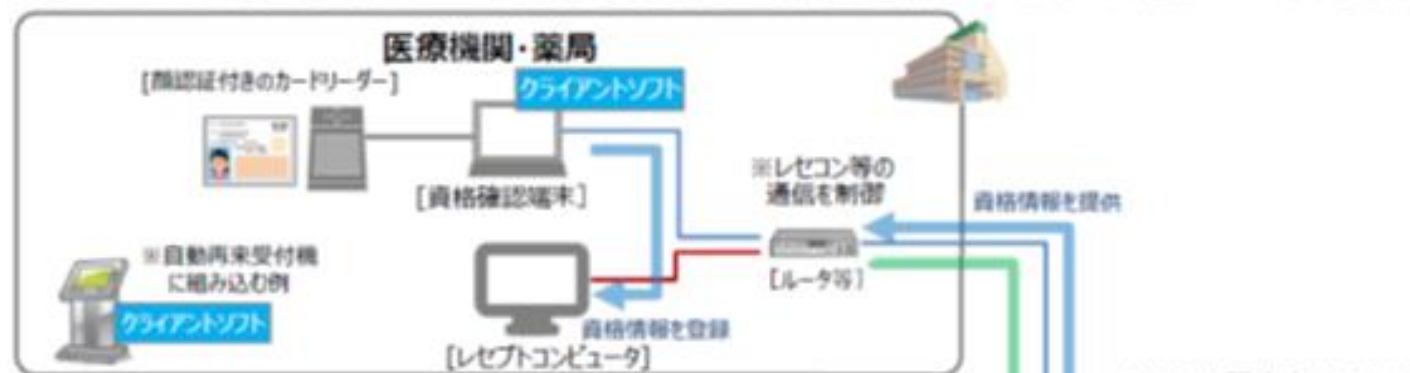 医療機関・薬局
[顔認証付きのカードリーダー]
クライアントソフト
[資格確認端末]
※レセコン等の
通信を制御
資格情報を提供
※自動再来受付機
に組み込む例
クライアントソフト
[ルータ等]
資格情報を登録
[レセプトコンピュータ]